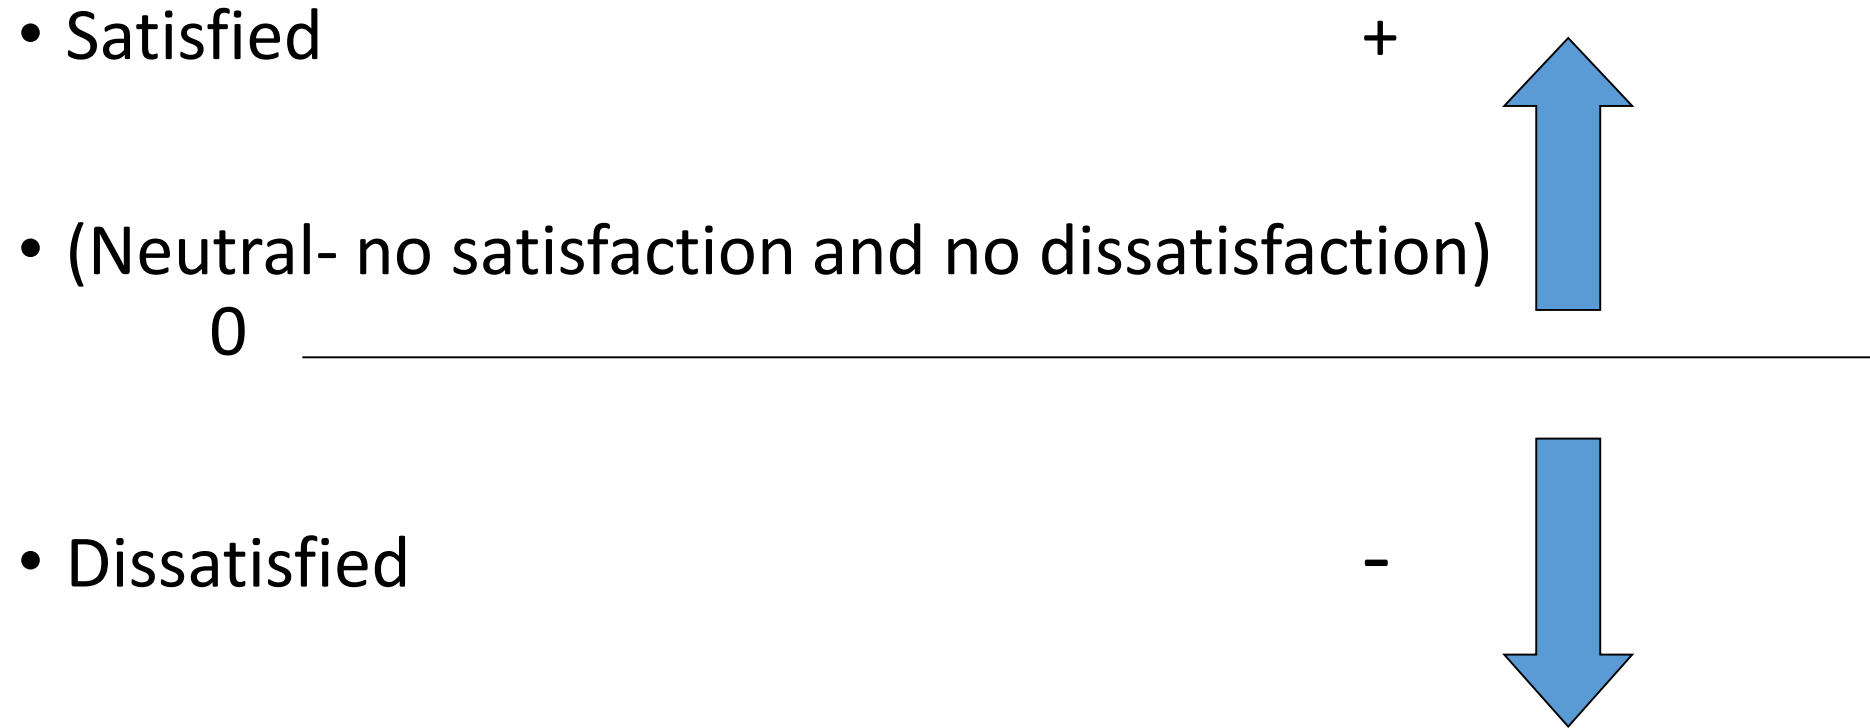 • Satisfied +
• (Neutral- no satisfaction and no dissatisfaction)
0
• Dissatisfied -